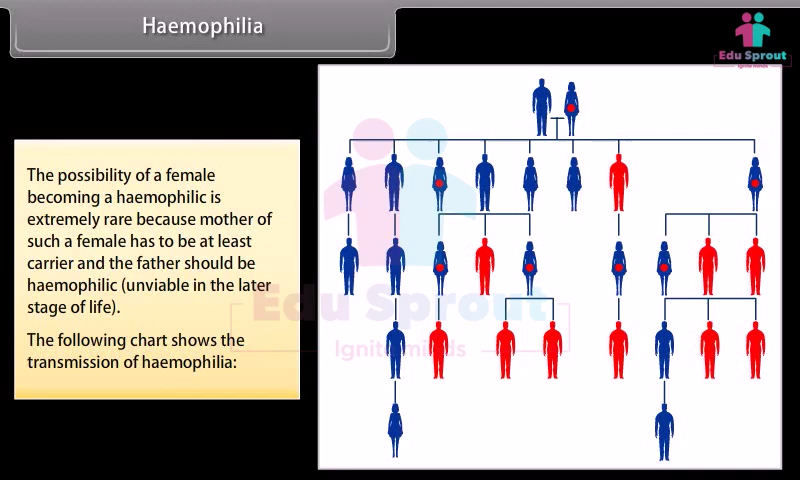 Haemophilia
Edu Sprout
Ignite minds
The possibility of a female
becoming a haemophilic is
extremely rare because mother of
such a female has to be at least
carrier and the father should be
haemophilic (unviable in the later
stage of life).
The following chart shows the
transmission of haemophilia:
Edu Sprout
Ignite minds